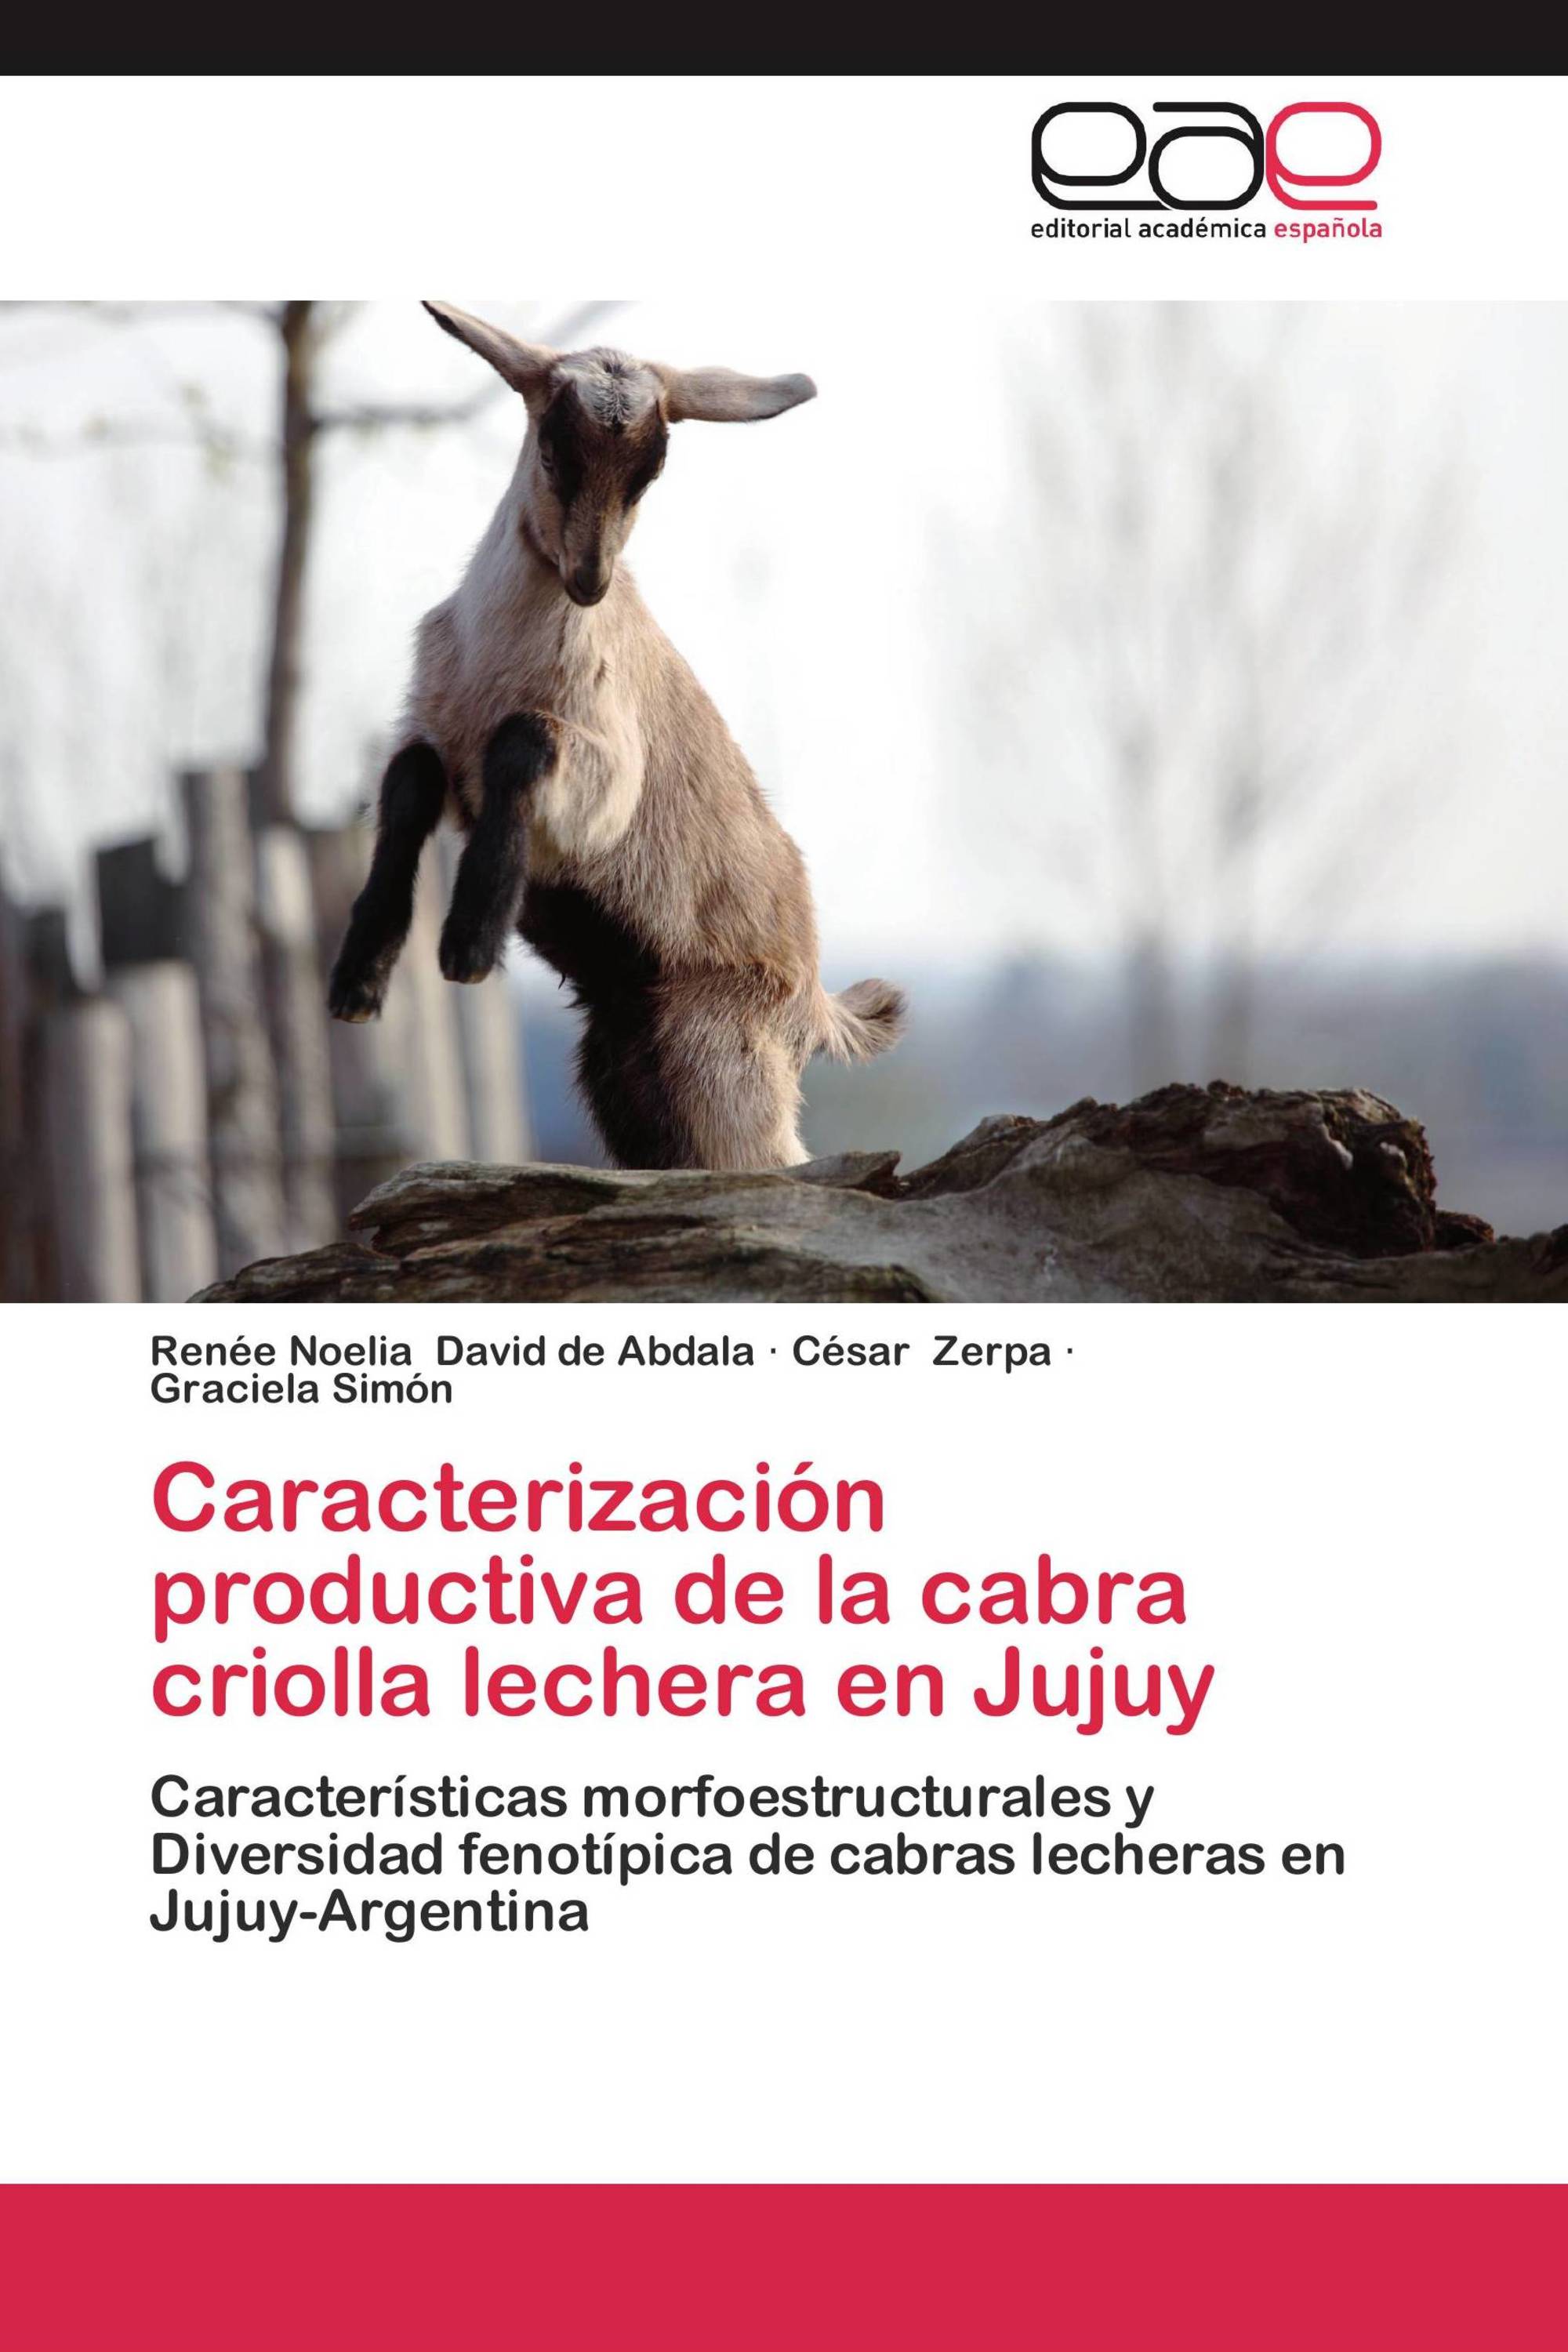 eae
editorial académica española
Renée Noelia David de Abdala · César Zerpa ·
Graciela Simón
Caracterización
productiva de la cabra
criolla lechera en Jujuy
Características morfoestructurales y
Diversidad fenotípica de cabras lecheras en
Jujuy-Argentina